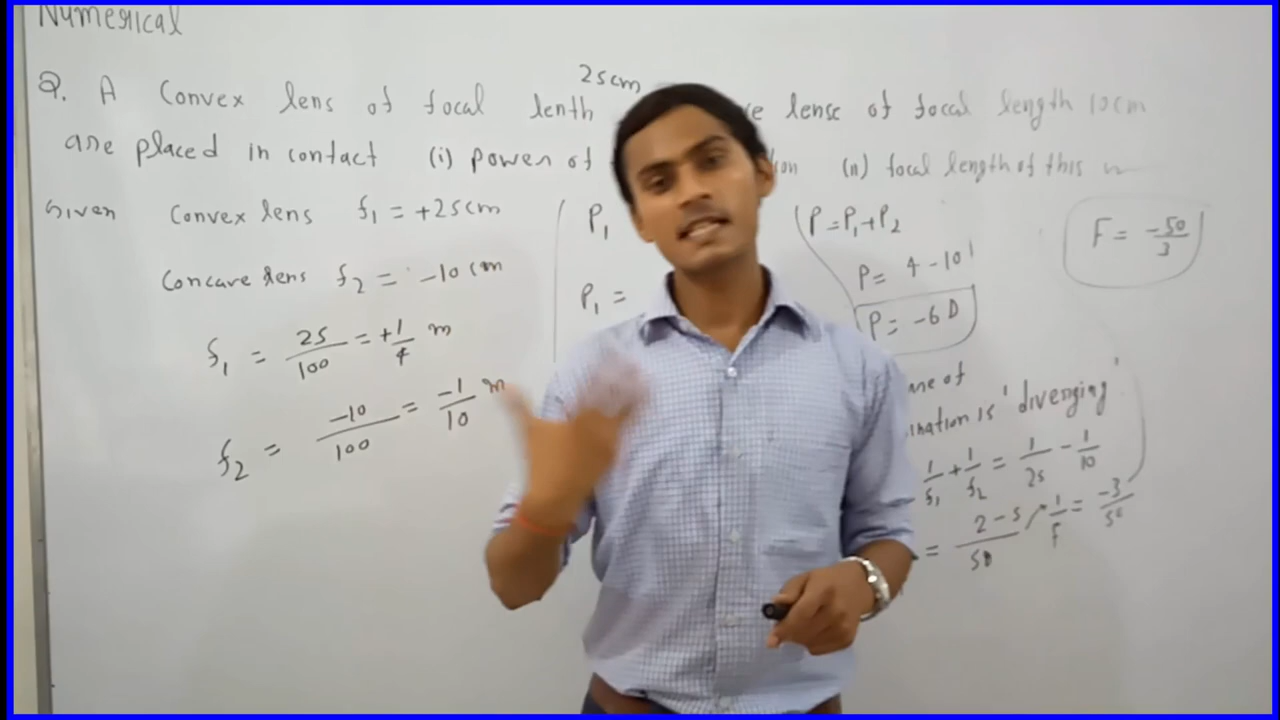 Numerical
Q. A Convex lens of focal lenth 25cm lense of focal length 10cm
are placed in contact (i) power of (ii) focal length of this
Given Convex lens f₁ = +25cm
Concave lens f₂ = -10 cm
f₁ = 25/100 = +1/4 m
f₂ = -10/100 = -1/10 m
P₁
P₁ =
P = P₁ + P₂
P = 4 - 10
P = -6 D
of
is 'diverging'
1/f₁ + 1/f₂ = 1/25 - 1/10
= 2-5/50 1/F = -3/50
F = -50/3